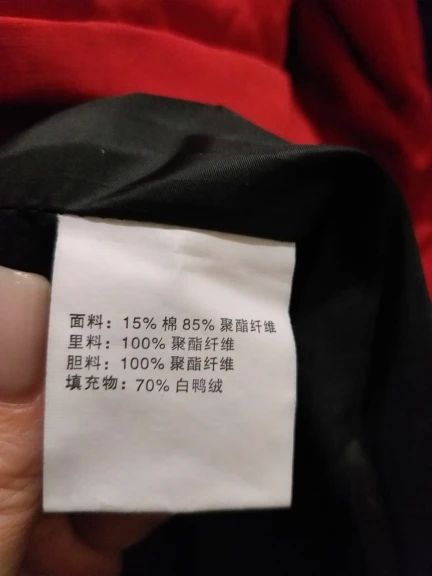 面料：15% 棉 85% 聚酯纤维
里料：100% 聚酯纤维
胆料：100% 聚酯纤维
填充物：70% 白鸭绒